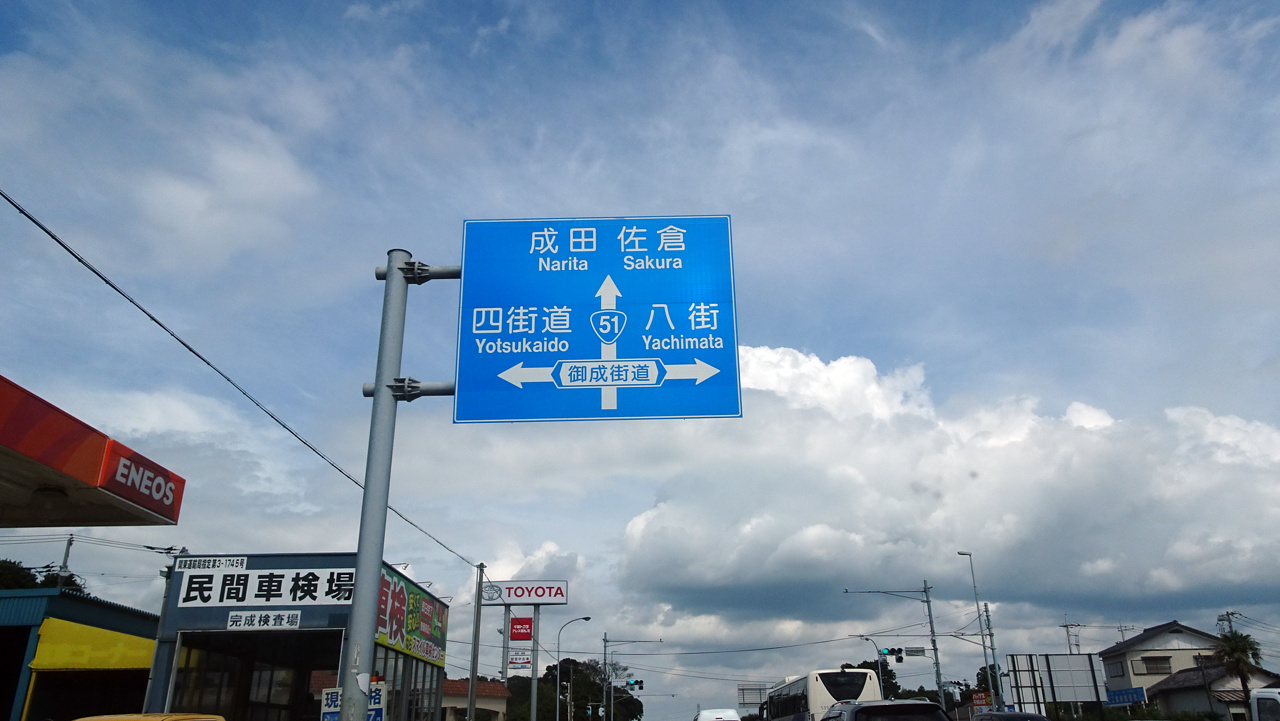 成田 佐倉
Narita Sakura
四街道 51 八街
Yotsukaido Yachimata
御成街道
ENEOS
民間車検場
完成検査場
車検
TOYOTA